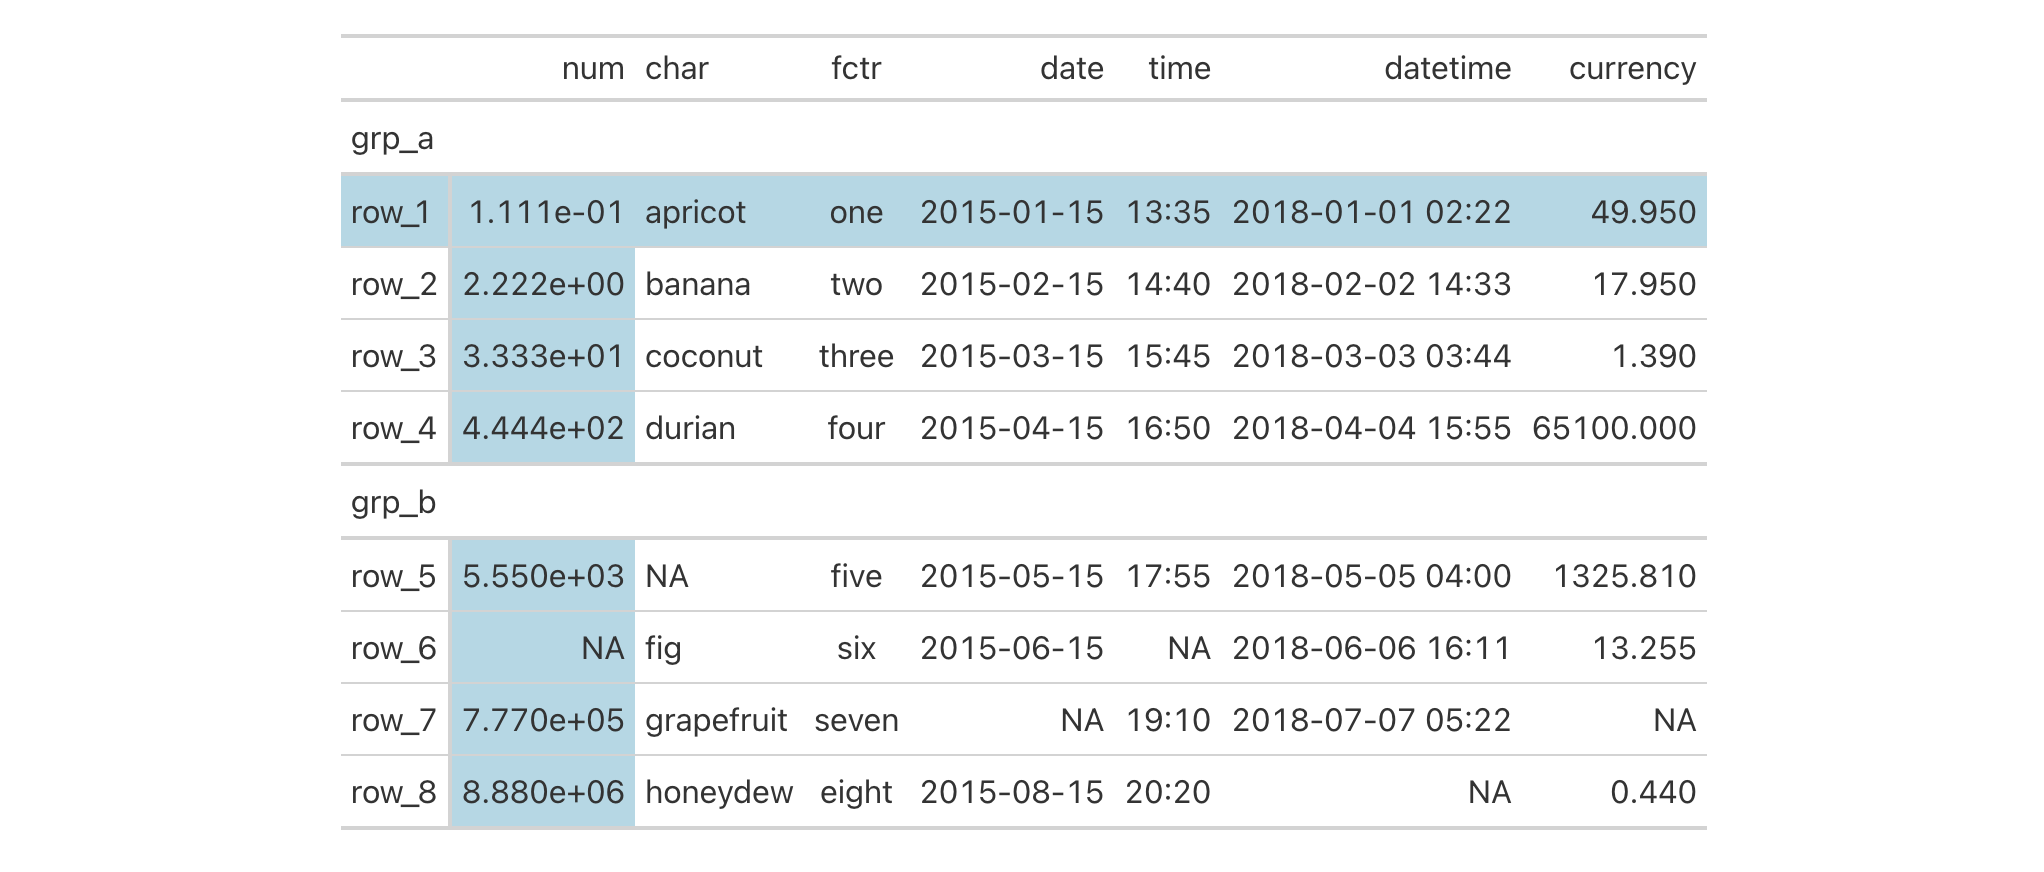 num char fctr date time datetime currency
grp_a
row_1 1.111e-01 apricot one 2015-01-15 13:35 2018-01-01 02:22 49.950
row_2 2.222e+00 banana two 2015-02-15 14:40 2018-02-02 14:33 17.950
row_3 3.333e+01 coconut three 2015-03-15 15:45 2018-03-03 03:44 1.390
row_4 4.444e+02 durian four 2015-04-15 16:50 2018-04-04 15:55 65100.000
grp_b
row_5 5.550e+03 NA five 2015-05-15 17:55 2018-05-05 04:00 1325.810
row_6 NA fig six 2015-06-15 NA 2018-06-06 16:11 13.255
row_7 7.770e+05 grapefruit seven NA 19:10 2018-07-07 05:22 NA
row_8 8.880e+06 honeydew eight 2015-08-15 20:20 NA 0.440